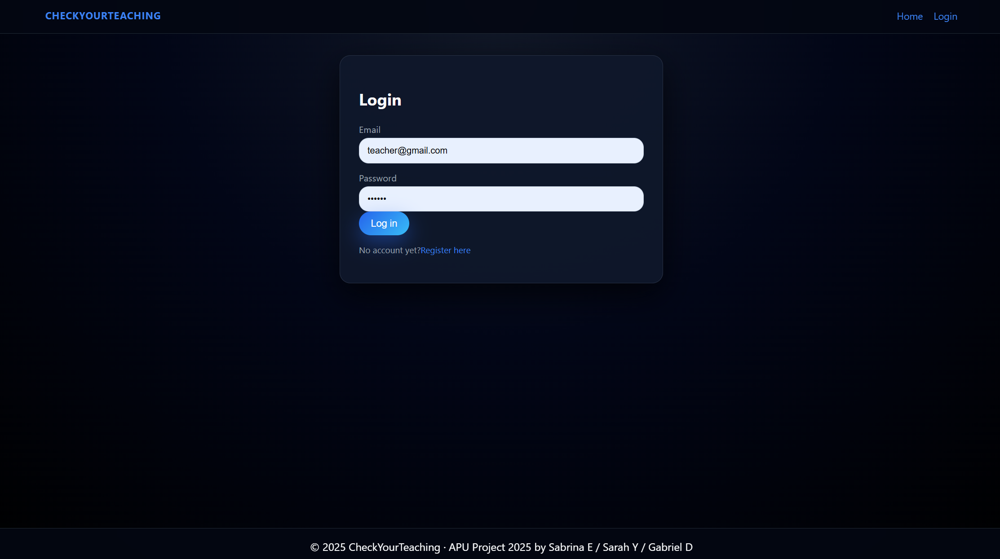 CHECKYOURTEACHING
Home Login
Login
Email
teacher@gmail.com
Password
••••••
Log in
No account yet?Register here
© 2025 CheckYourTeaching · APU Project 2025 by Sabrina E / Sarah Y / Gabriel D